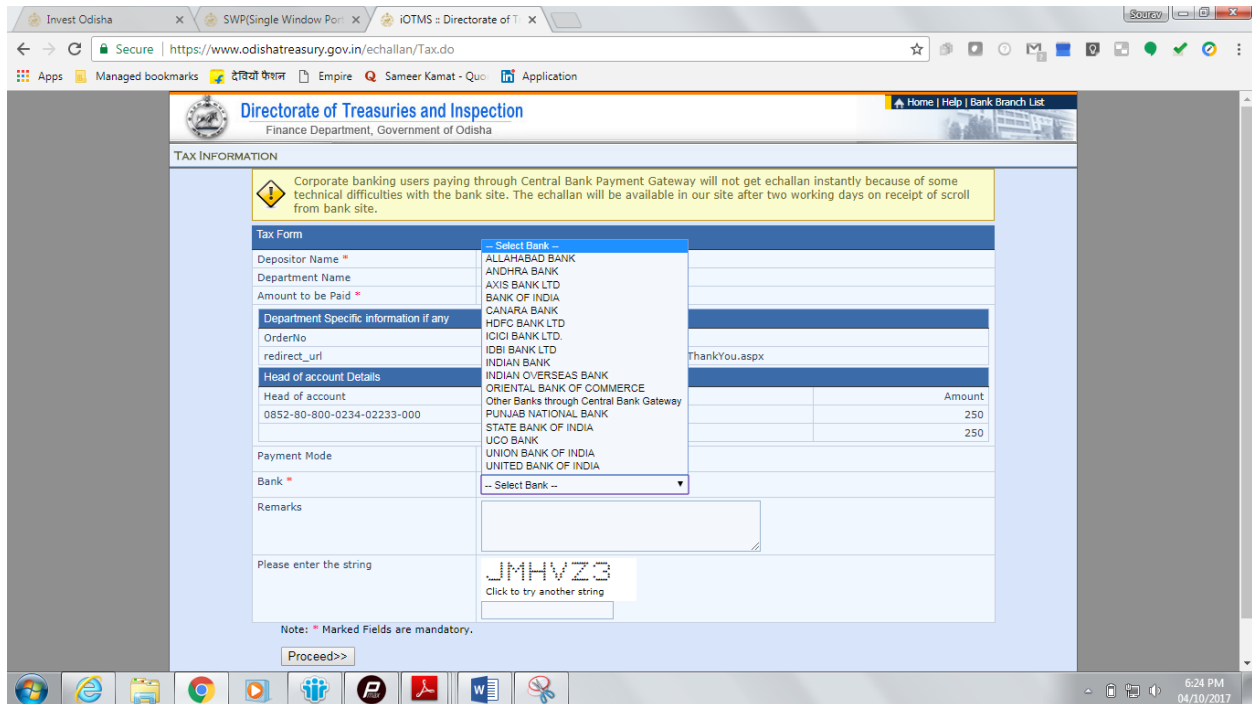 Invest Odisha
SWP(Single Window Port
iOTMS :: Directorate of T
Sourav
Secure
https://www.odishatreasury.gov.in/echallan/Tax.do
Apps
Managed bookmarks
देवियों फैशन
Empire
Sameer Kamat - Quo
Application
Directorate of Treasuries and Inspection
Finance Department, Government of Odisha
Home | Help | Bank Branch List
TAX INFORMATION
Corporate banking users paying through Central Bank Payment Gateway will not get echallan instantly because of some
technical difficulties with the bank site. The echallan will be available in our site after two working days on receipt of scroll
from bank site.
Tax Form
Depositor Name *
Department Name
Amount to be Paid *
Department Specific information if any
OrderNo
redirect_url
ThankYou.aspx
Head of account Details
Head of account
Amount
0852-80-800-0234-02233-000
250
250
Payment Mode
Bank *
-- Select Bank --
ALLAHABAD BANK
ANDHRA BANK
AXIS BANK LTD
BANK OF INDIA
CANARA BANK
HDFC BANK LTD
ICICI BANK LTD.
IDBI BANK LTD
INDIAN BANK
INDIAN OVERSEAS BANK
ORIENTAL BANK OF COMMERCE
Other Banks through Central Bank Gateway
PUNJAB NATIONAL BANK
STATE BANK OF INDIA
UCO BANK
UNION BANK OF INDIA
UNITED BANK OF INDIA
-- Select Bank --
Remarks
Please enter the string
JMHVZ3
Click to try another string
Note: * Marked Fields are mandatory.
Proceed>>
6:24 PM
04/10/2017